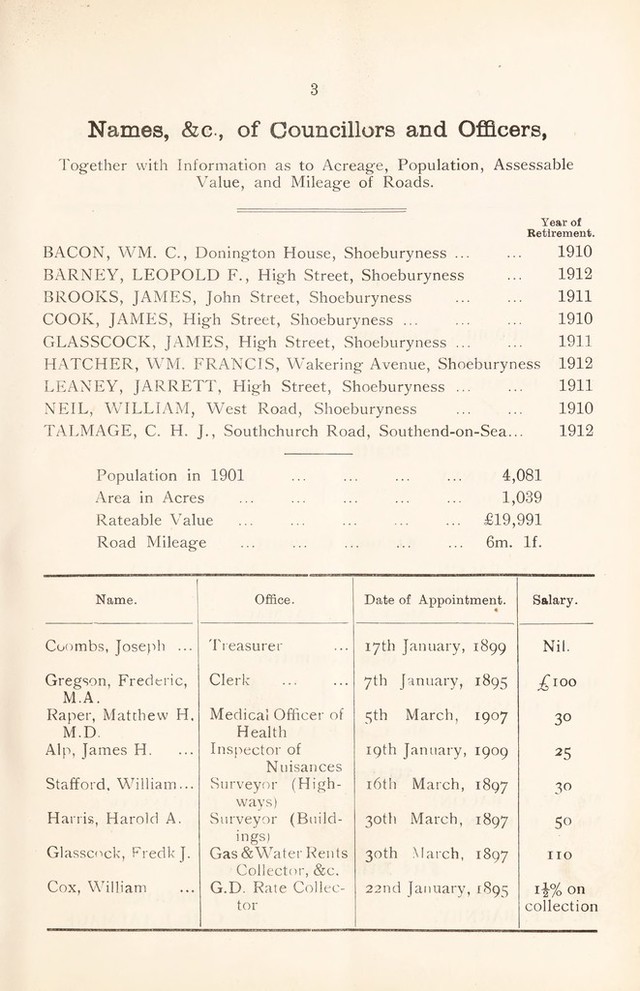 3
Names, &c., of Councillors and Officers,
Together with Information as to Acreage, Population, Assessable
Value, and Mileage of Roads.
Year of
Retirement.
BACON, WM. C., Donington House, Shoeburyness ... ... 1910
BARNEY, LEOPOLD F., High Street, Shoeburyness ... 1912
BROOKS, JAMES, John Street, Shoeburyness ... ... 1911
COOK, JAMES, High Street, Shoeburyness ... ... ... 1910
GLASSCOCK, JAMES, High Street, Shoeburyness ... ... 1911
HATCHER, WM. FRANCIS, Wakering Avenue, Shoeburyness 1912
LEANEY, JARRETT, High Street, Shoeburyness ... ... 1911
NEIL, WILLIAM, West Road, Shoeburyness ... ... 1910
TALMAGE, C. H. J., Southchurch Road, Southend-on-Sea... 1912
Population in 1901 ... ... ... ... 4,081
Area in Acres ... ... ... ... ... 1,039
Rateable Value ... ... ... ... ... £19,991
Road Mileage ... ... ... ... ... 6m. 1f.
Name. Office. Date of Appointment. Salary.
Coombs, Joseph ... Treasurer ... 17th January, 1899 Nil.
Gregson, Frederic, Clerk ... ... 7th January, 1895 £100
M.A.
Raper, Matthew H. Medical Officer of 5th March, 1907 30
M.D. Health
Alp, James H. ... Inspector of 19th January, 1909 25
Nuisances
Stafford, William... Surveyor (High- 16th March, 1897 30
ways)
Harris, Harold A. Surveyor (Build- 30th March, 1897 50
ings)
Glasscock, Fredk J. Gas & Water Rents 30th March, 1897 110
Collector, &c.
Cox, William ... G.D. Rate Collec- 22nd January, 1895 1½% on
tor collection